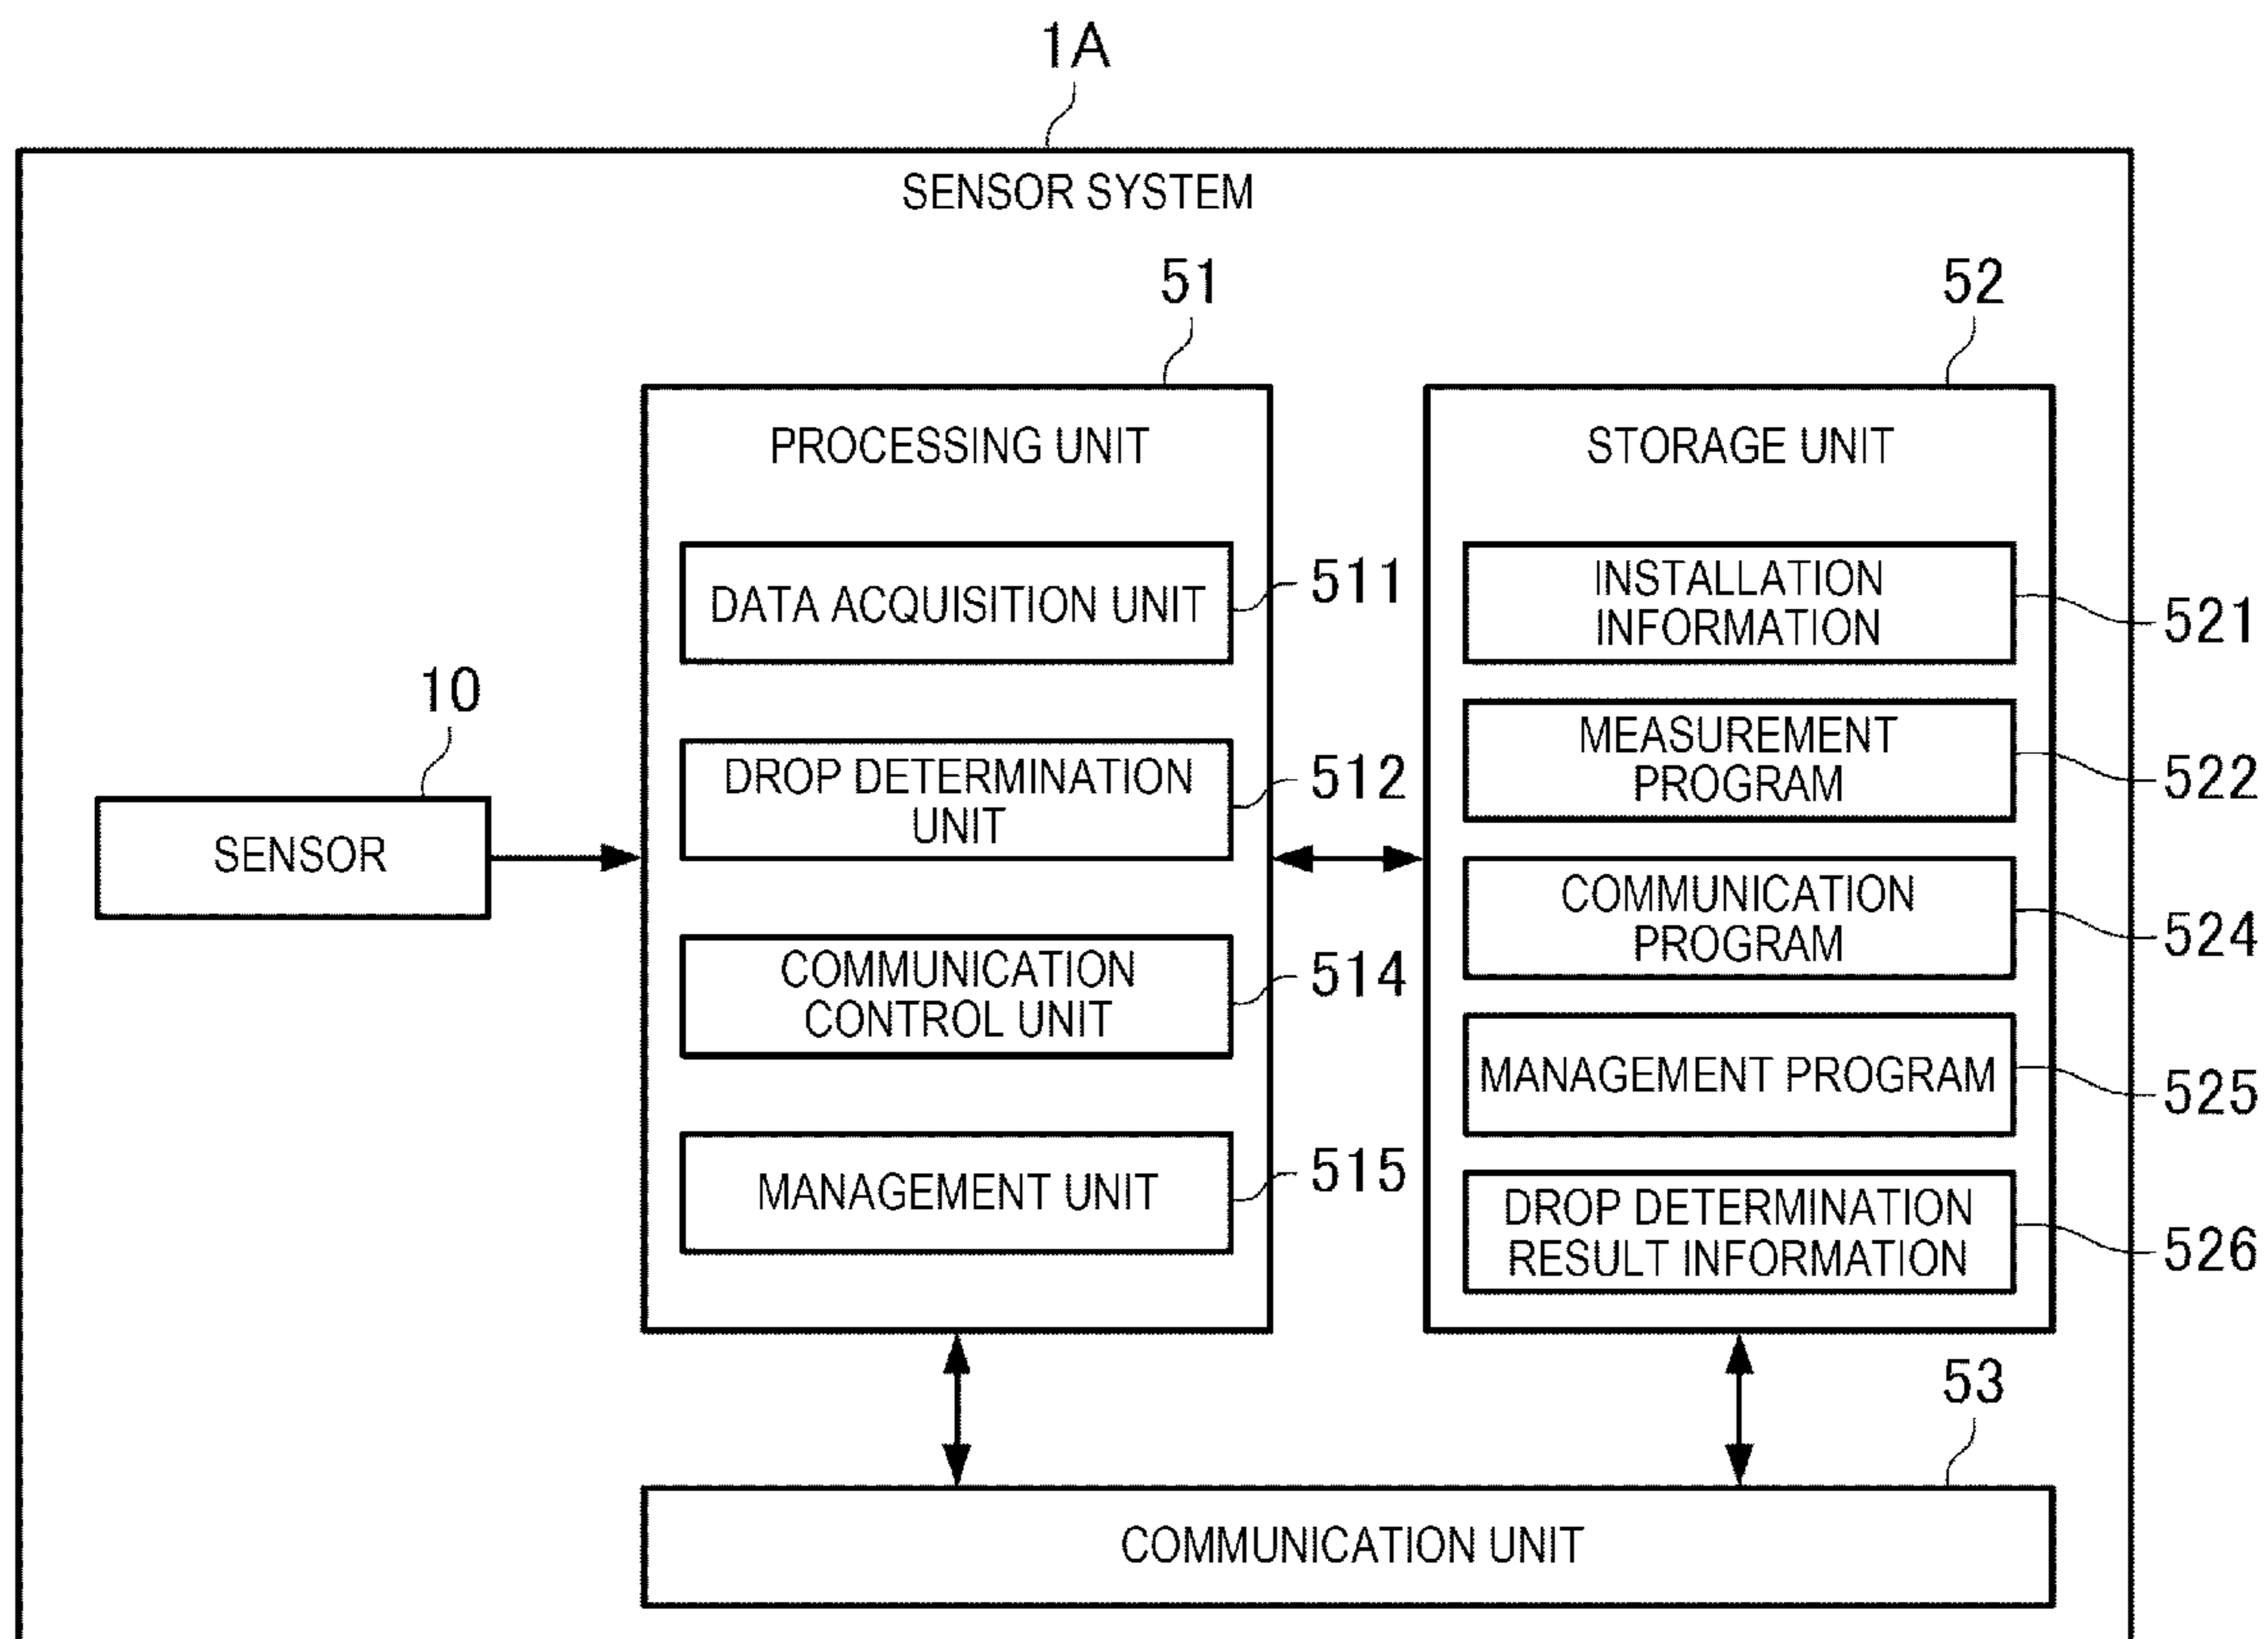 1A
SENSOR SYSTEM
51
PROCESSING UNIT
DATA ACQUISITION UNIT
511
DROP DETERMINATION
UNIT
512
COMMUNICATION
CONTROL UNIT
514
MANAGEMENT UNIT
515
10
SENSOR
52
STORAGE UNIT
INSTALLATION
INFORMATION
521
MEASUREMENT
PROGRAM
522
COMMUNICATION
PROGRAM
524
MANAGEMENT PROGRAM
525
DROP DETERMINATION
RESULT INFORMATION
526
53
COMMUNICATION UNIT